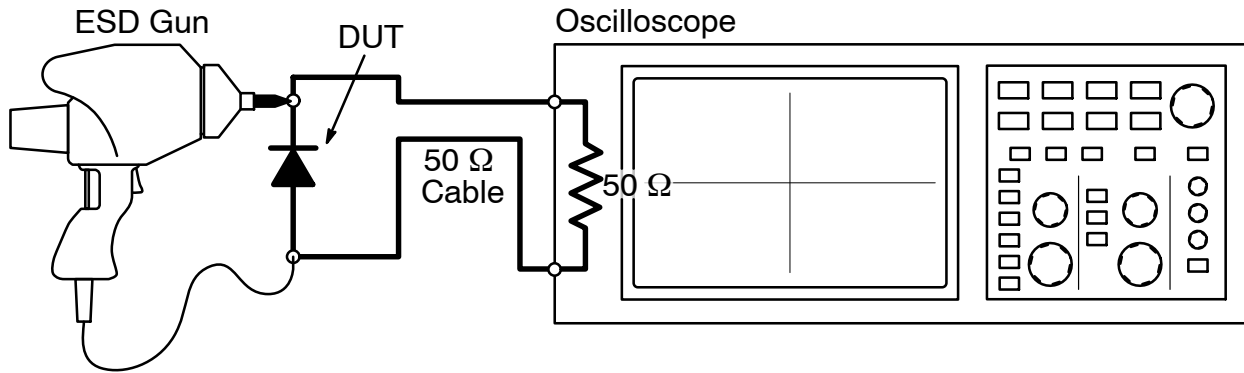 ESD Gun
DUT
Oscilloscope
50 Ω
Cable
50 Ω